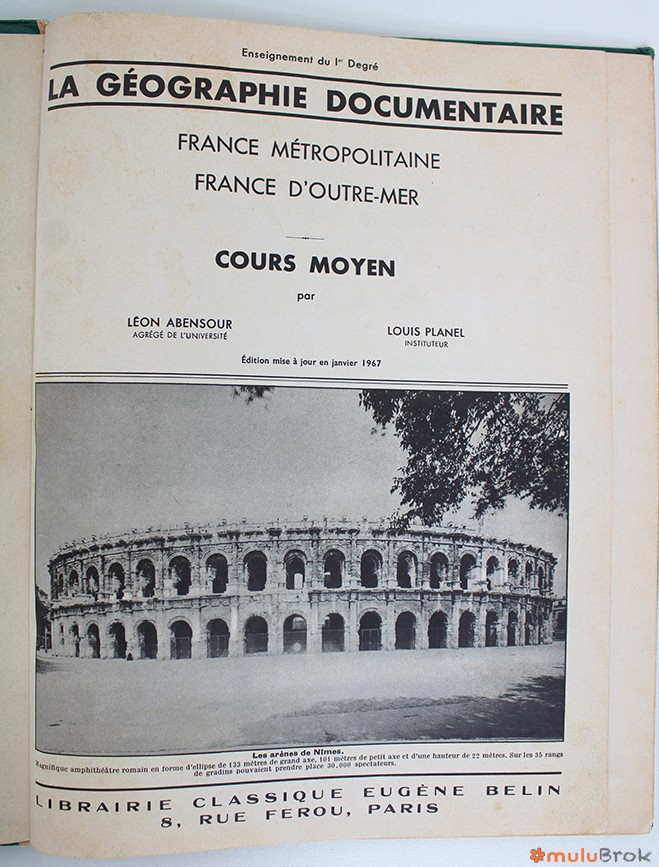 Enseignement du Ier Degré
LA GÉOGRAPHIE DOCUMENTAIRE
FRANCE MÉTROPOLITAINE
FRANCE D'OUTRE-MER
COURS MOYEN
par
LÉON ABENSOUR
AGRÉGÉ DE L'UNIVERSITÉ
LOUIS PLANEL
INSTITUTEUR
Édition mise à jour en janvier 1967
Les arènes de Nîmes.
Magnifique amphithéâtre romain en forme d'ellipse de 133 mètres de grand axe, 101 mètres de petit axe et d'une hauteur de 22 mètres. Sur les 35 rangs
de gradins pouvaient prendre place 30,000 spectateurs.
LIBRAIRIE CLASSIQUE EUGÈNE BELIN
8, RUE FEROU, PARIS
muluBrok